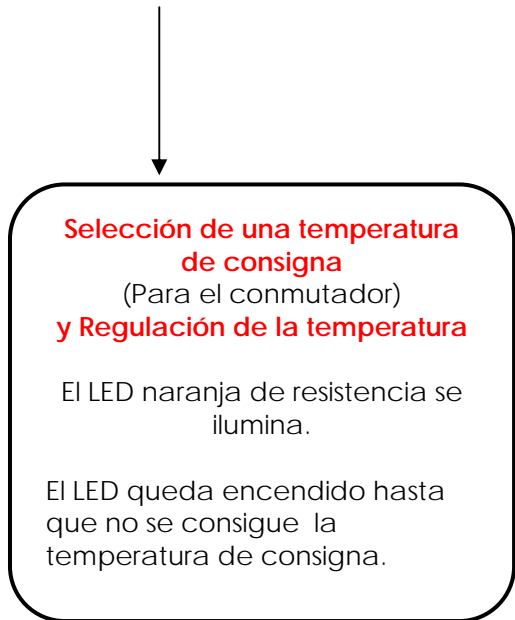 Selección de una temperatura
de consigna
(Para el conmutador)
y Regulación de la temperatura
El LED naranja de resistencia se
ilumina.
El LED queda encendido hasta
que no se consigue la
temperatura de consigna.